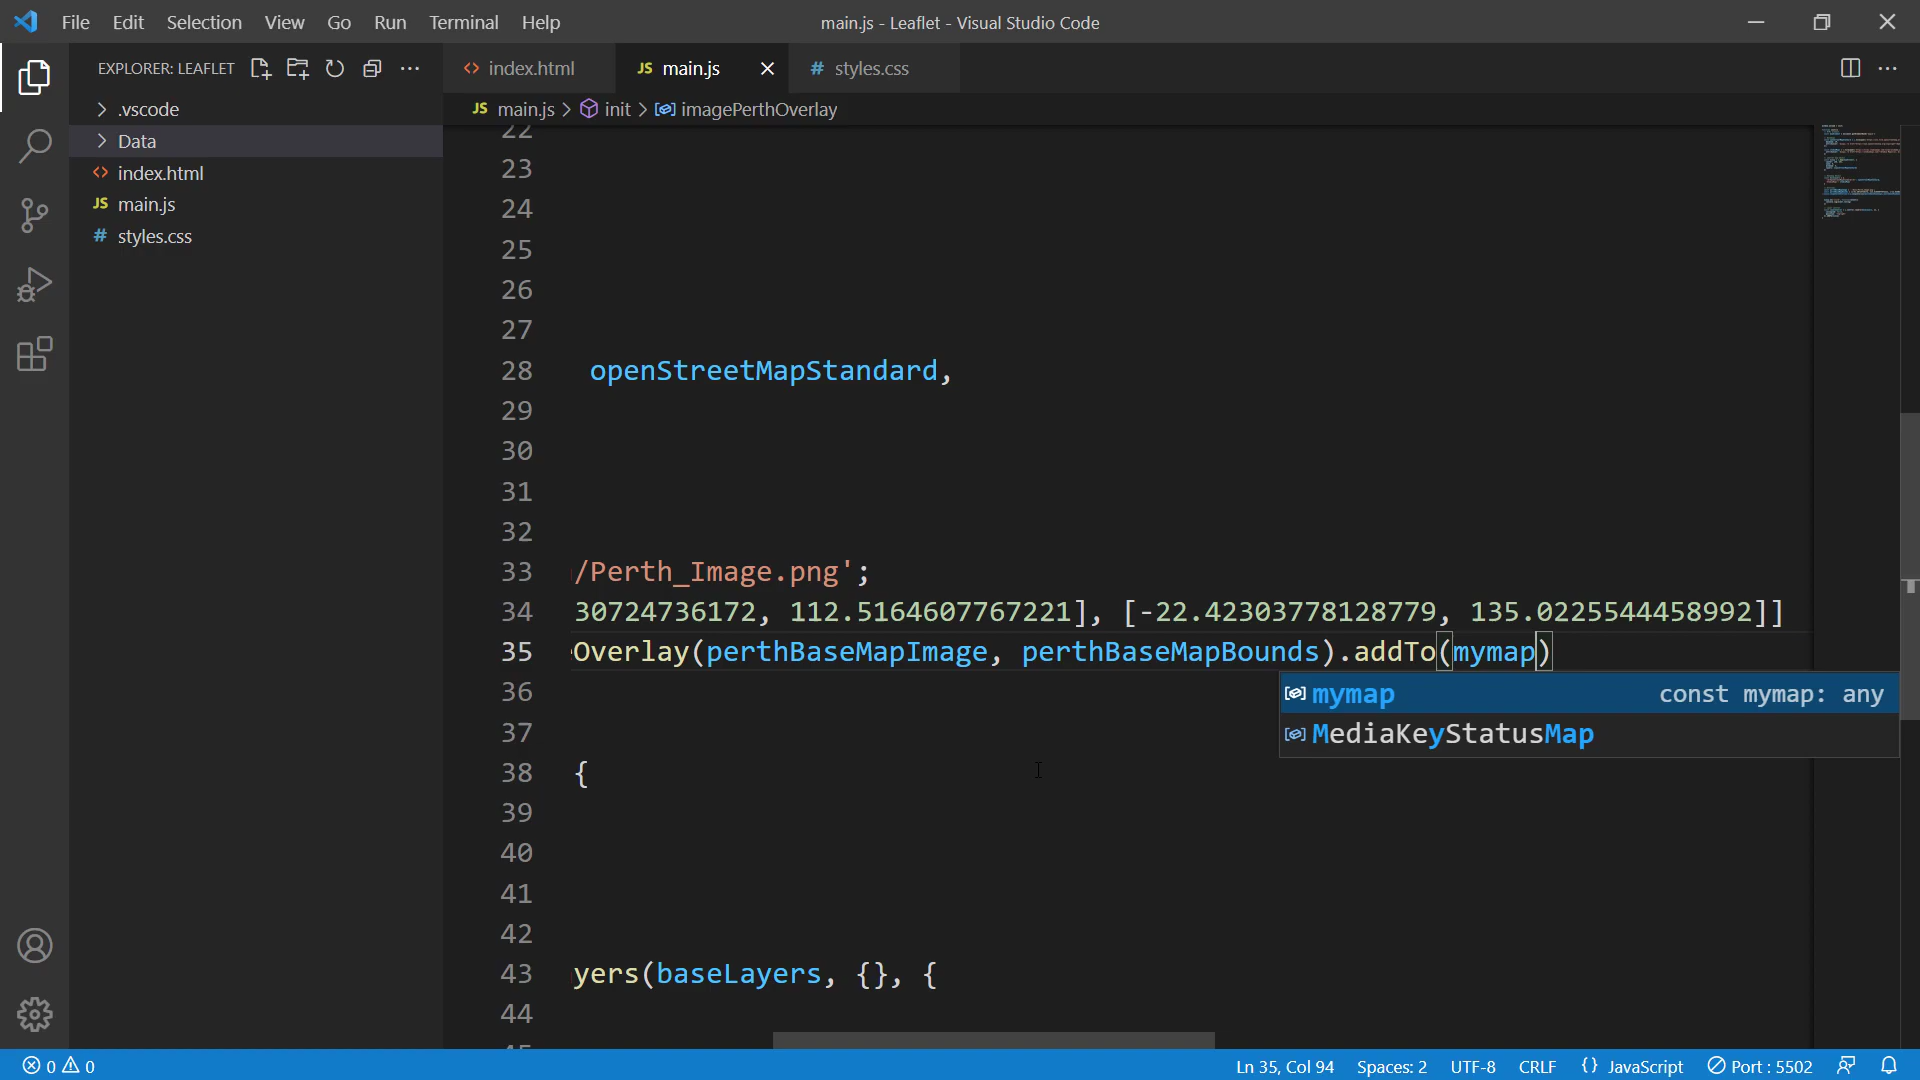 File Edit Selection View Go Run Terminal Help
main.js - Leaflet - Visual Studio Code
EXPLORER: LEAFLET
.vscode
Data
index.html
JS main.js
# styles.css
index.html
JS main.js
# styles.css
JS main.js > init > imagePerthOverlay
22
23
24
25
26
27
28 openStreetMapStandard,
29
30
31
32
33 /Perth_Image.png';
34 30724736172, 112.5164607767221], [-22.42303778128779, 135.0225544458992]]
35 Overlay(perthBaseMapImage, perthBaseMapBounds).addTo(mymap)
mymap const mymap: any
MediaKeyStatusMap
36
37
38 {
39
40
41
42
43 yers(baseLayers, {}, {
44
0 0
Ln 35, Col 94 Spaces: 2 UTF-8 CRLF {} JavaScript Port : 5502